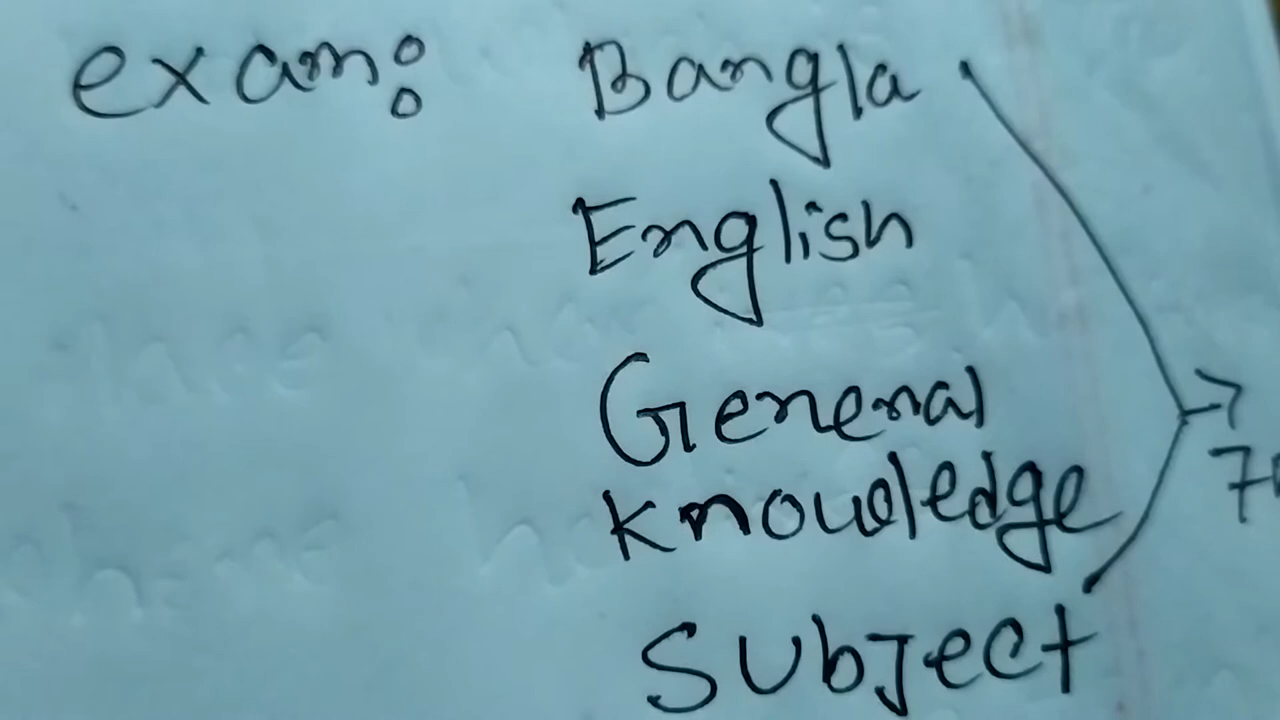 exam: Bangla
English
General
knowledge
Subject